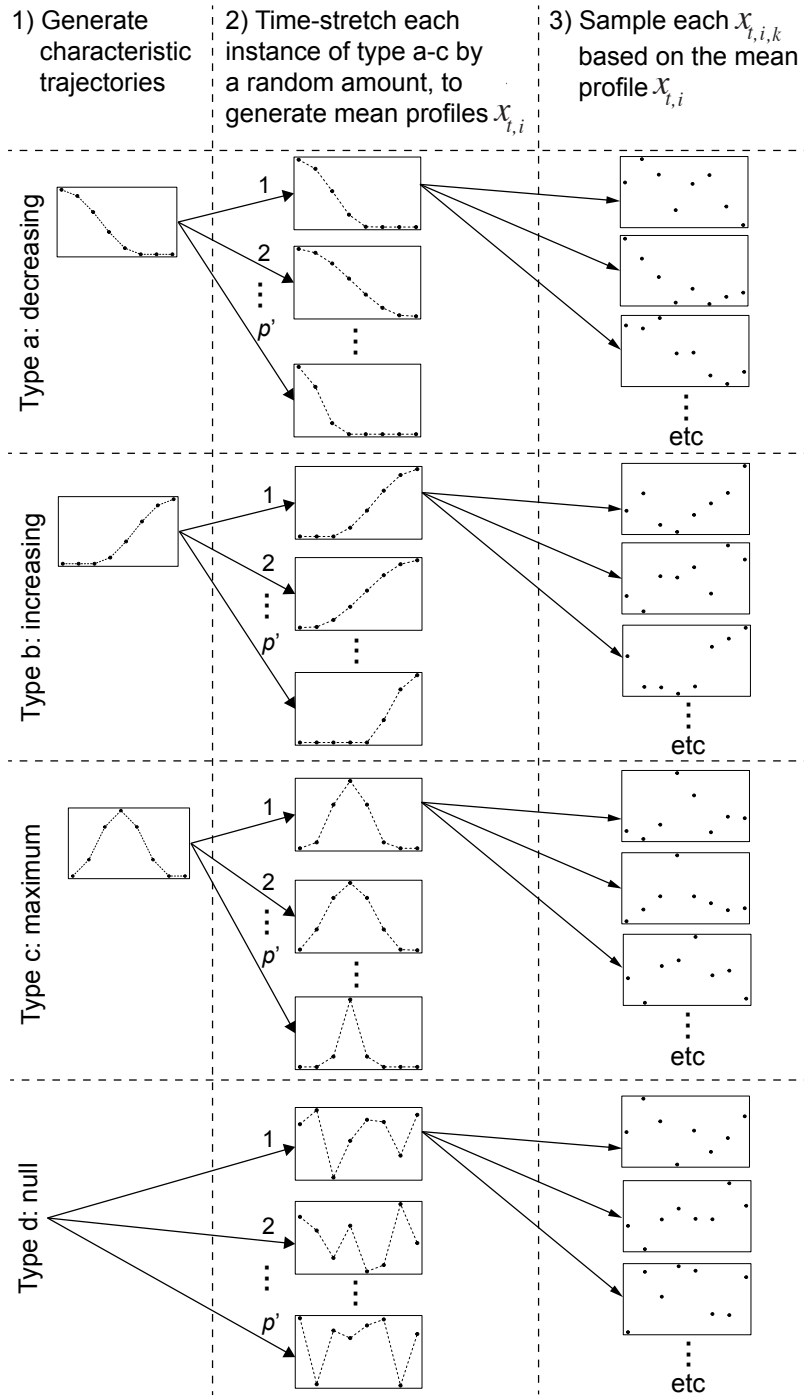 1) Generate
characteristic
trajectories
2) Time-stretch each
instance of type a-c by
a random amount, to
generate mean profiles x_{t,i}
3) Sample each x_{t,i,k}
based on the mean
profile x_{t,i}
Type a: decreasing
1
2
p'
etc
Type b: increasing
1
2
p'
etc
Type c: maximum
1
2
p'
etc
Type d: null
1
2
p'
etc